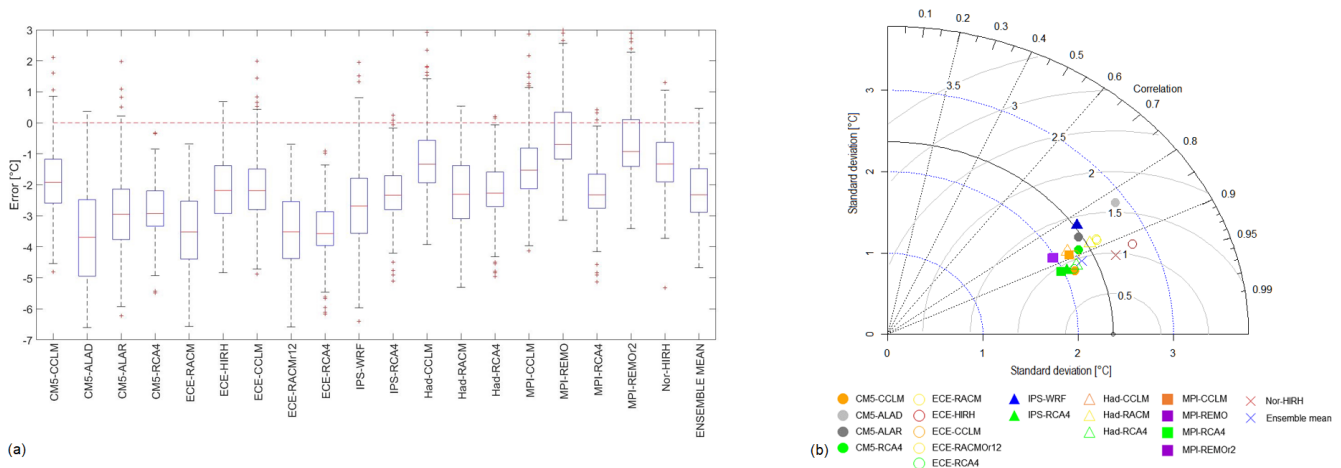 3
2
1
0
-1
-2
-3
-4
-5
-6
-7
Error [°C]
CM5-CCLM
CM5-ALAD
CM5-ALAR
CM5-RCA4
ECE-RACM
ECE-HIRH
ECE-CCLM
ECE-RACMr12
ECE-RCA4
IPS-WRF
IPS-RCA4
Had-CCLM
Had-RACM
Had-RCA4
MPI-CCLM
MPI-REMO
MPI-RCA4
MPI-REMOr2
Nor-HIRH
ENSEMBLE MEAN
(a)
0.1 0.2 0.3 0.4 0.5 0.6 0.7 0.8 0.9 0.95 0.99
Correlation
3.5 3 2.5 2 1.5 1 0.5
3
2
1
0
Standard deviation [°C]
0 1 2 3
Standard deviation [°C]
CM5-CCLM ECE-RACM IPS-WRF Had-CCLM MPI-CCLM Nor-HIRH
CM5-ALAD ECE-HIRH IPS-RCA4 Had-RACM MPI-REMO Ensemble mean
CM5-ALAR ECE-CCLM Had-RCA4 MPI-RCA4
CM5-RCA4 ECE-RACMOr12 MPI-REMOr2
ECE-RCA4
(b)